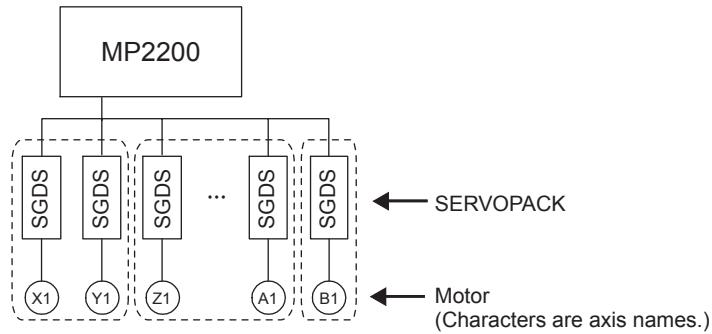 MP2200
SGDS SGDS SGDS ... SGDS SGDS
SERVOPACK
X1 Y1 Z1 A1 B1
Motor
(Characters are axis names.)